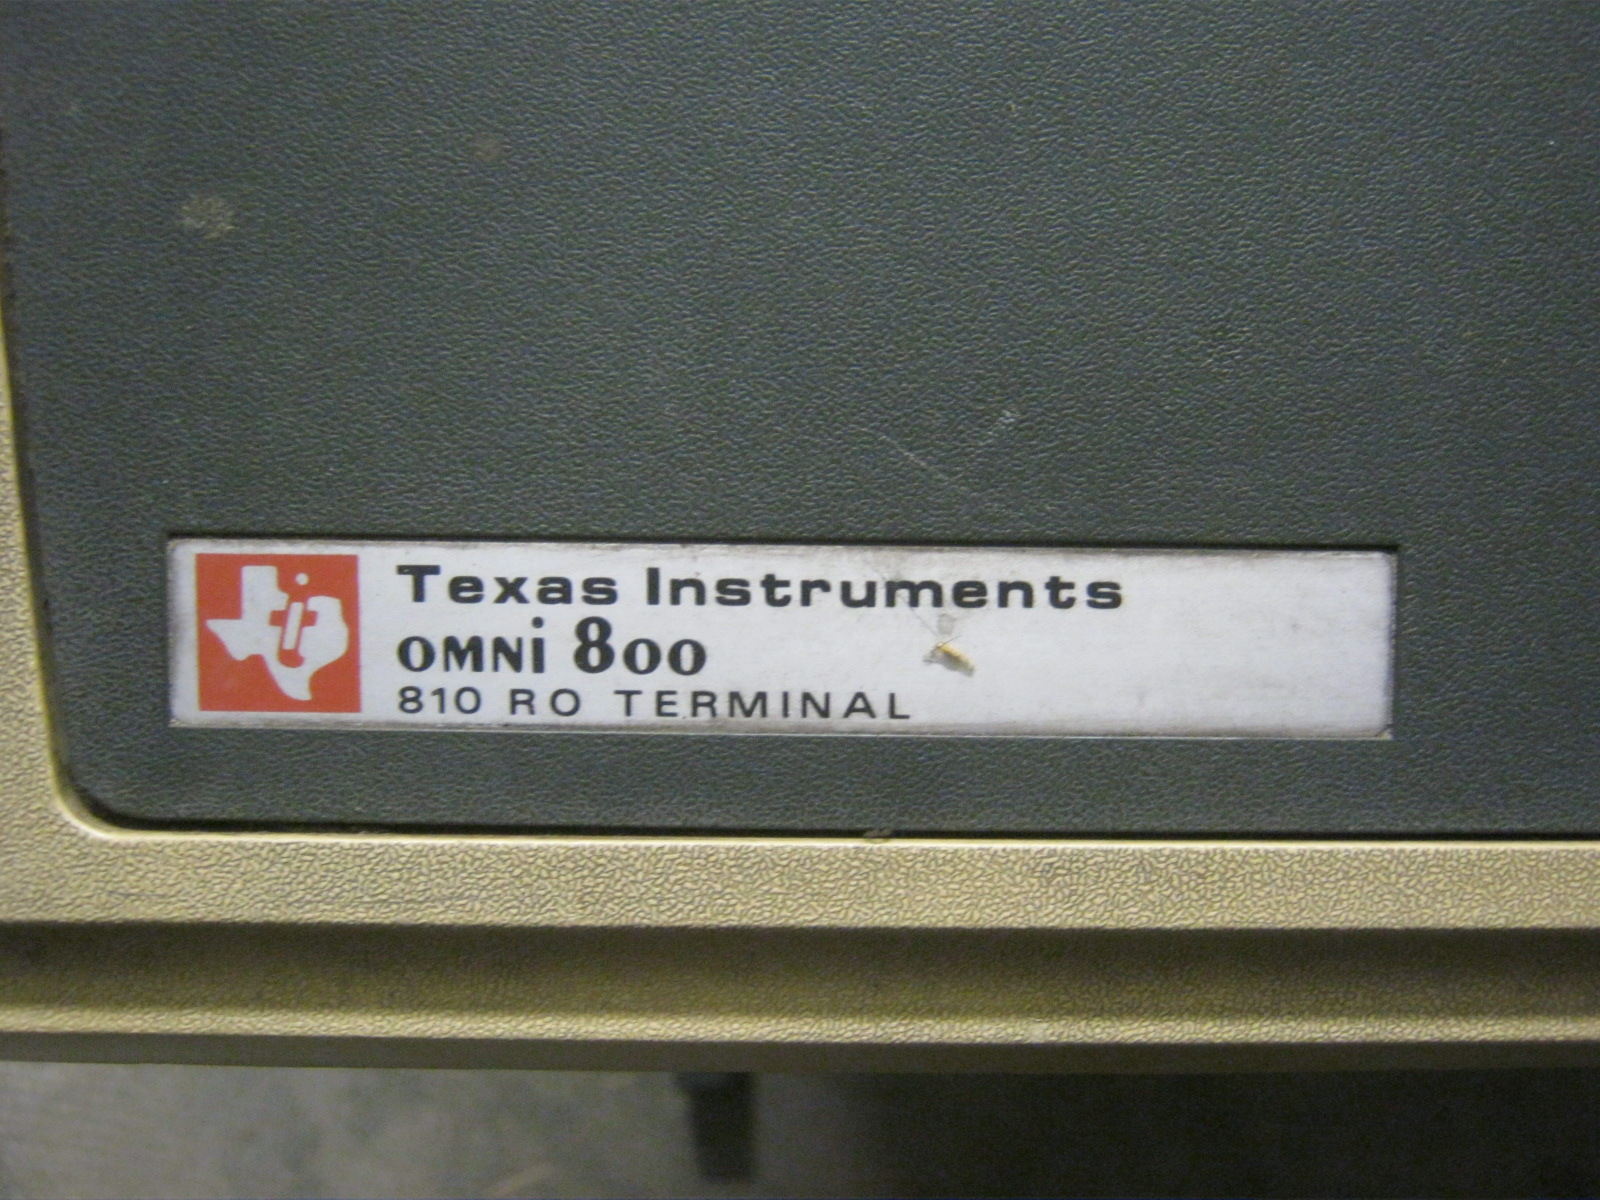 Texas Instruments
OMNi 800
810 RO TERMINAL